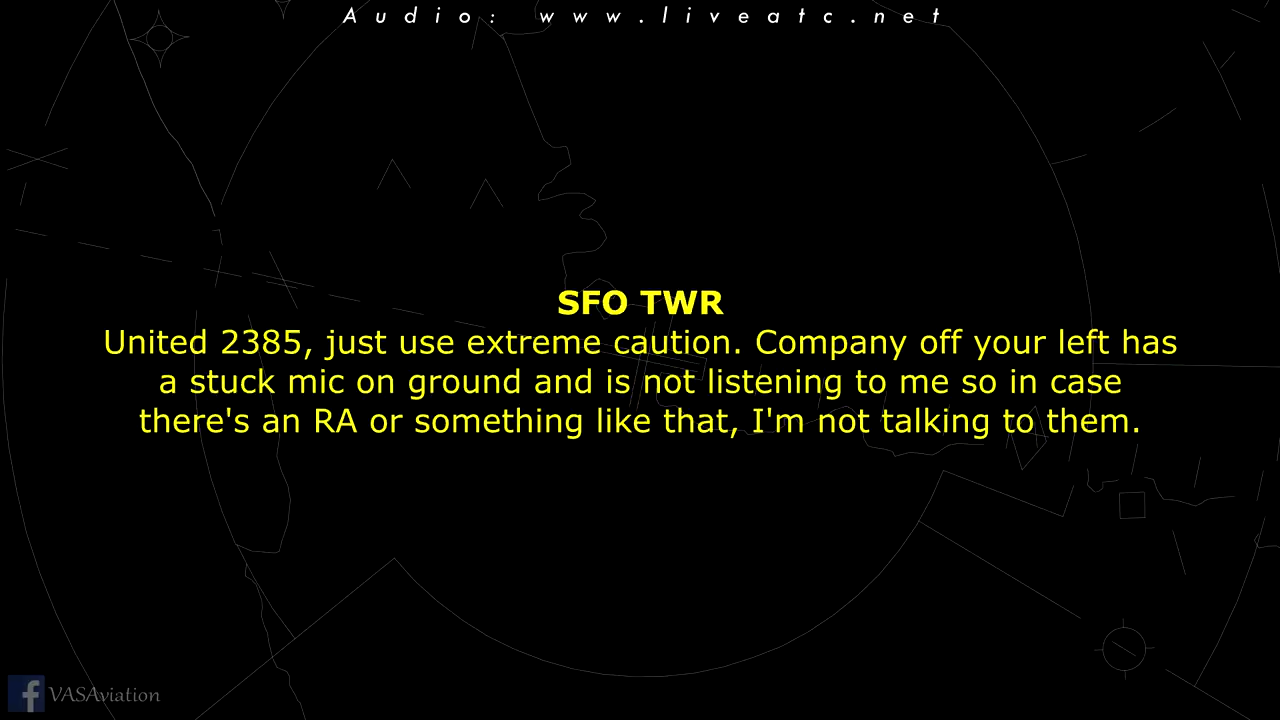 Audio: www.liveatc.net
SFO TWR
United 2385, just use extreme caution. Company off your left has
a stuck mic on ground and is not listening to me so in case
there's an RA or something like that, I'm not talking to them.
VASAviation